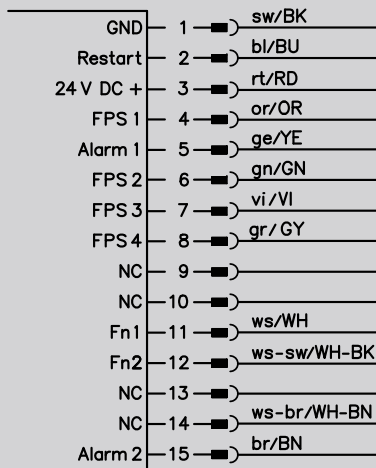 GND 1 sw/BK
Restart 2 bl/BU
24 V DC + 3 rt/RD
FPS 1 4 or/OR
Alarm 1 5 ge/YE
FPS 2 6 gn/GN
FPS 3 7 vi/VI
FPS 4 8 gr/GY
NC 9
NC 10
Fn1 11 ws/WH
Fn2 12 ws-sw/WH-BK
NC 13
NC 14 ws-br/WH-BN
Alarm 2 15 br/BN